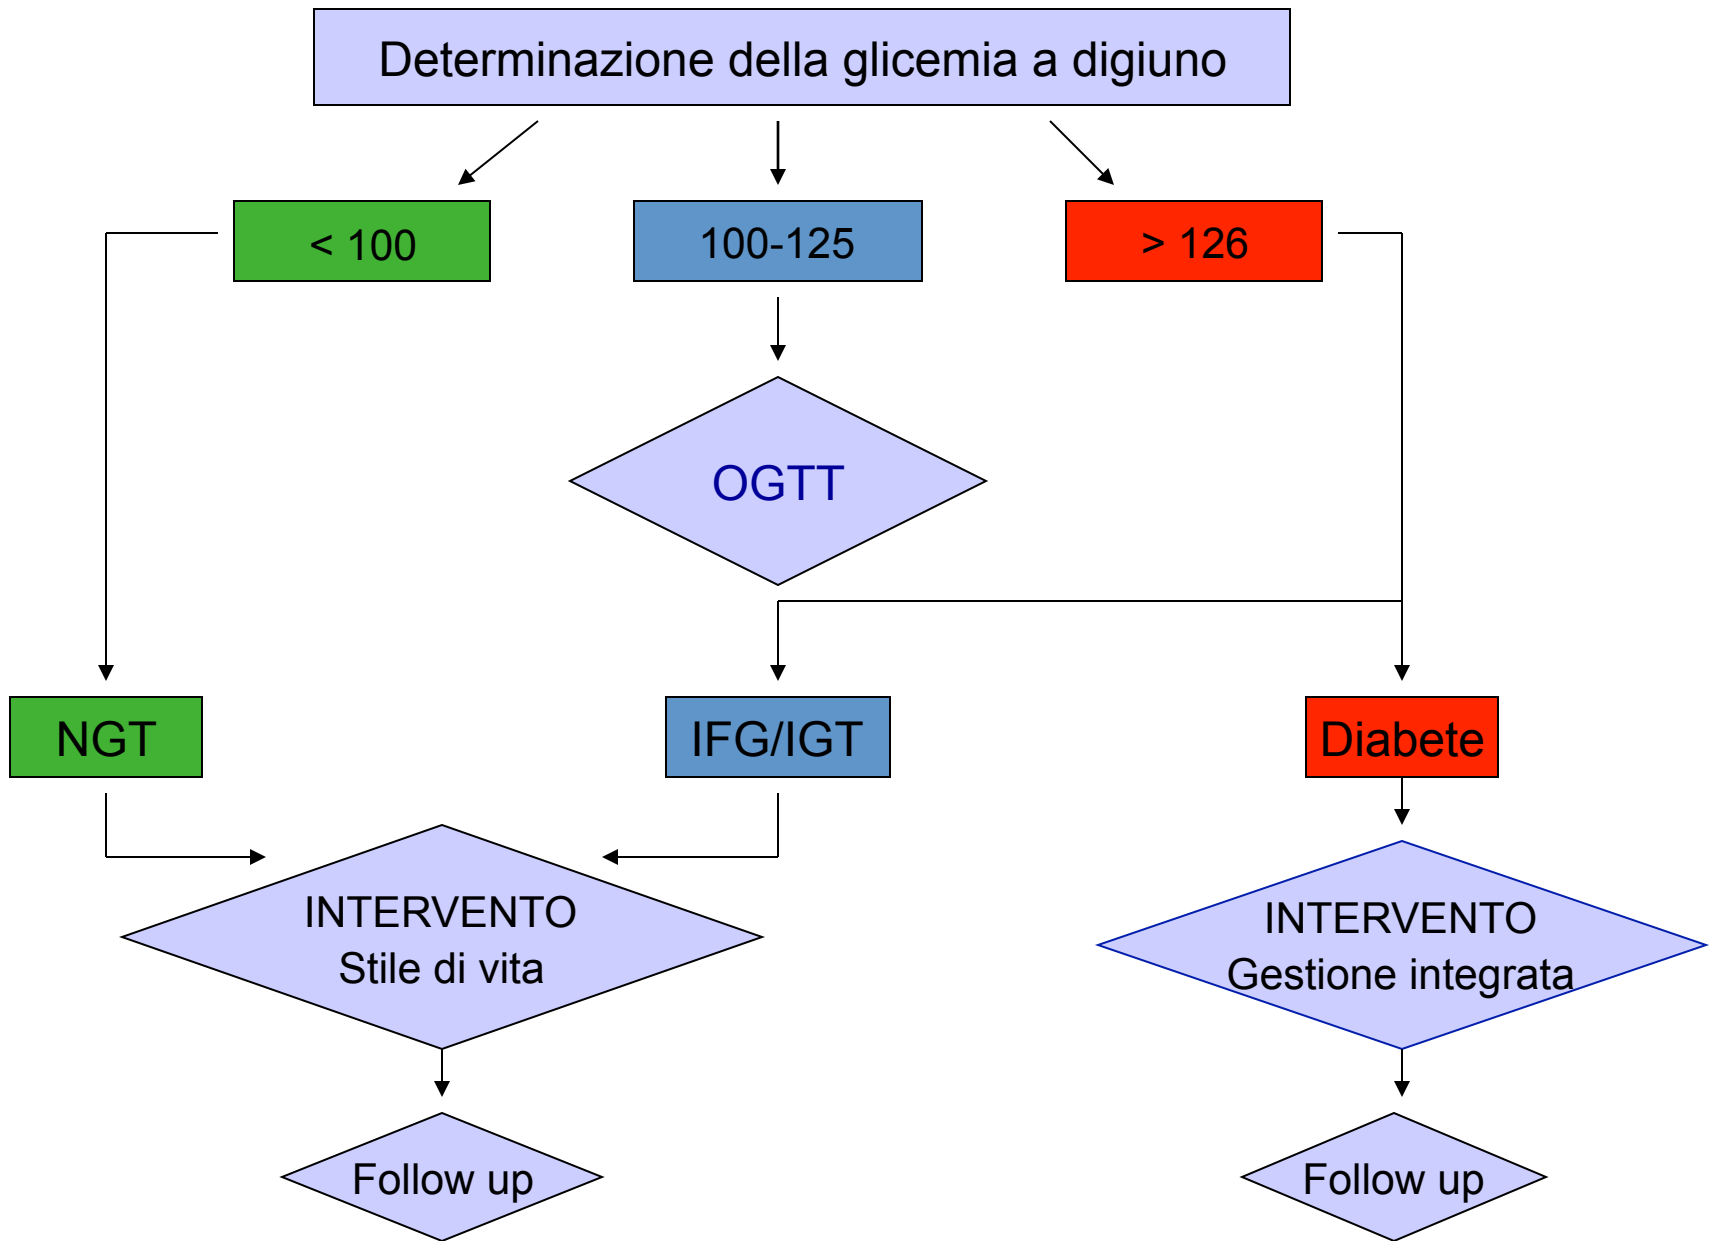 Determinazione della glicemia a digiuno
< 100
100-125
> 126
OGTT
NGT
IFG/IGT
Diabete
INTERVENTO
Stile di vita
INTERVENTO
Gestione integrata
Follow up
Follow up